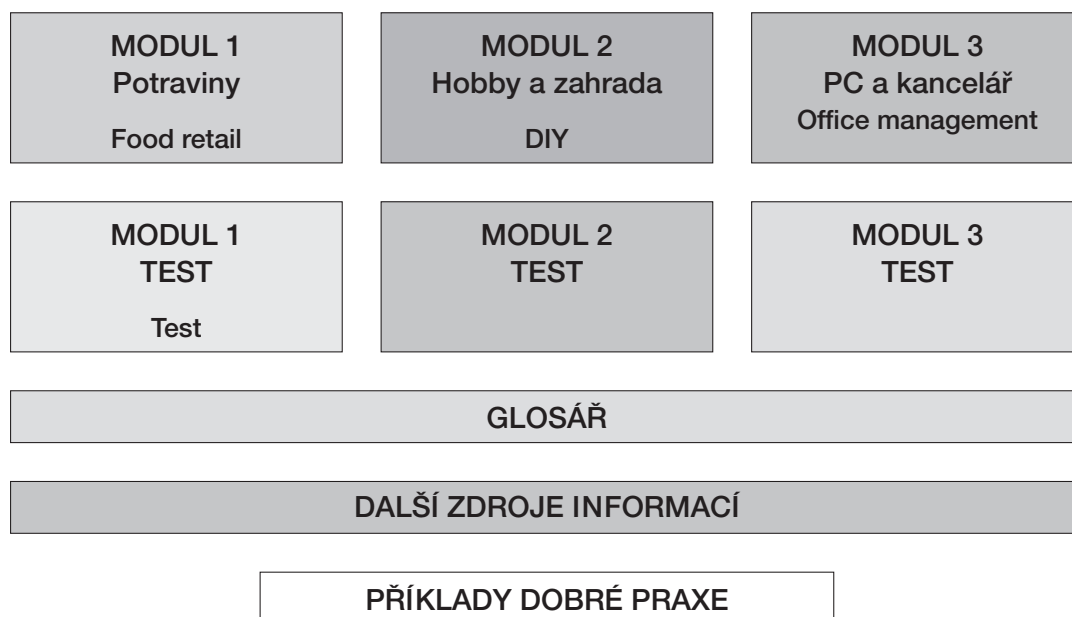 MODUL 1
Potraviny
Food retail
MODUL 2
Hobby a zahrada
DIY
MODUL 3
PC a kancelář
Office management
MODUL 1
TEST
Test
MODUL 2
TEST
MODUL 3
TEST
GLOSÁŘ
DALŠÍ ZDROJE INFORMACÍ
PŘÍKLADY DOBRÉ PRAXE